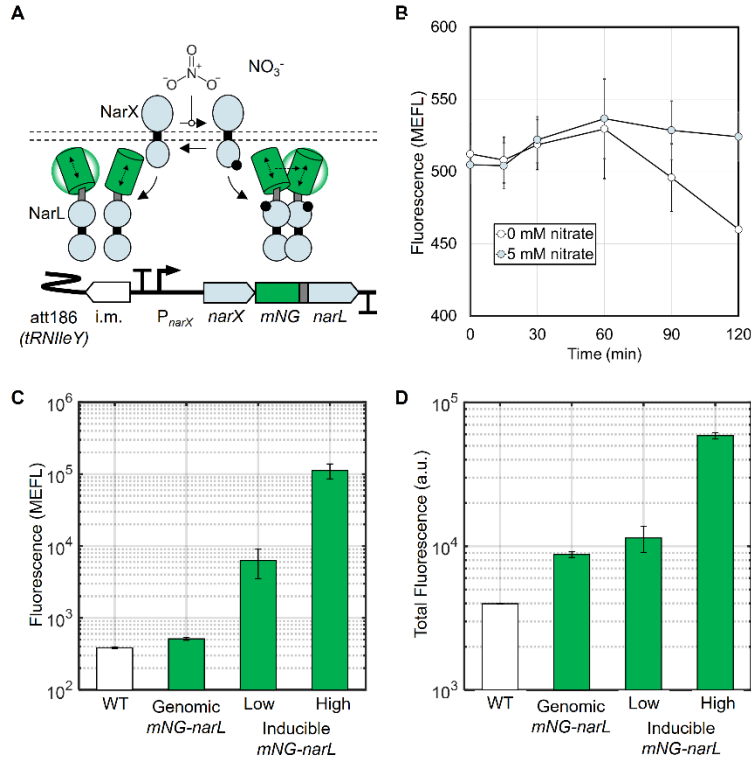 A
O
N+
O-
O-
NO3-
NarX
NarL
att186
(tRNIleY)
i.m.
PnarX
narX
mNG
narL
B
Fluorescence (MEFL)
600
550
500
450
400
0 mM nitrate
5 mM nitrate
0
30
60
90
120
Time (min)
C
Fluorescence (MEFL)
10^6
10^5
10^4
10^3
10^2
WT
Genomic
mNG-narL
Low
High
Inducible
mNG-narL
D
Total Fluorescence (a.u.)
10^5
10^4
10^3
WT
Genomic
mNG-narL
Low
High
Inducible
mNG-narL